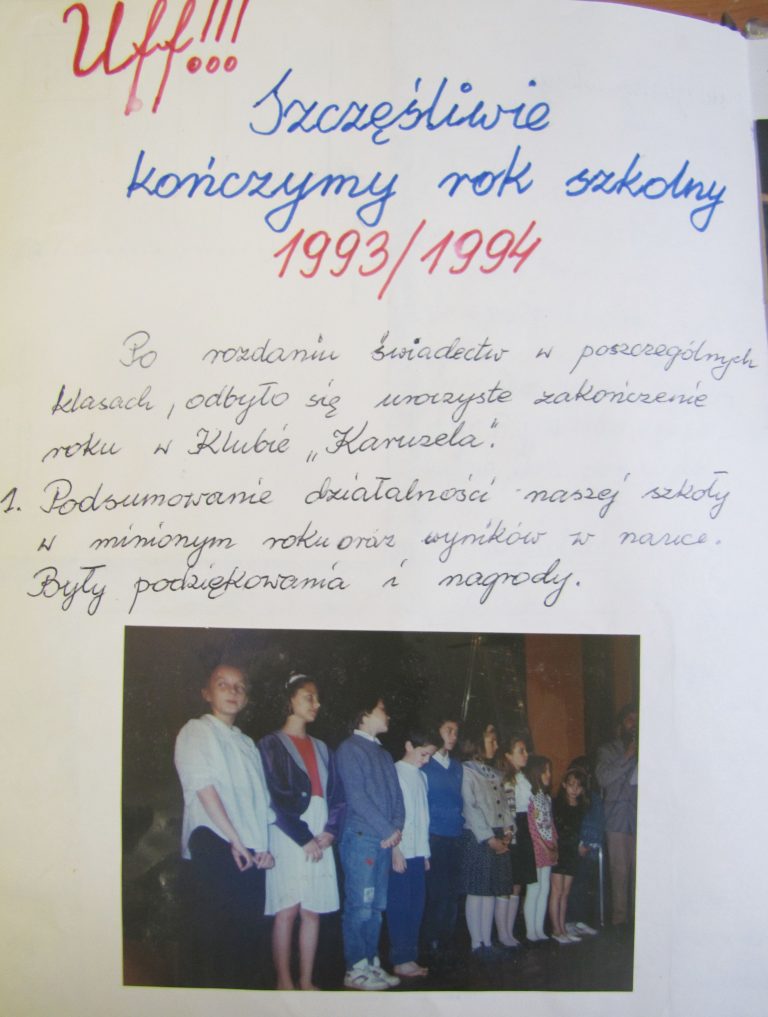 Uff!!!
Szczęśliwie
kończymy rok szkolny
1993/1994
Po rozdaniu świadectw w poszczególnych
klasach, odbyło się uroczyste zakończenie
roku w Klubie „Karuzela".
1. Podsumowanie działalności naszej szkoły
w minionym roku oraz wyników w nauce.
Były podziękowania i nagrody.